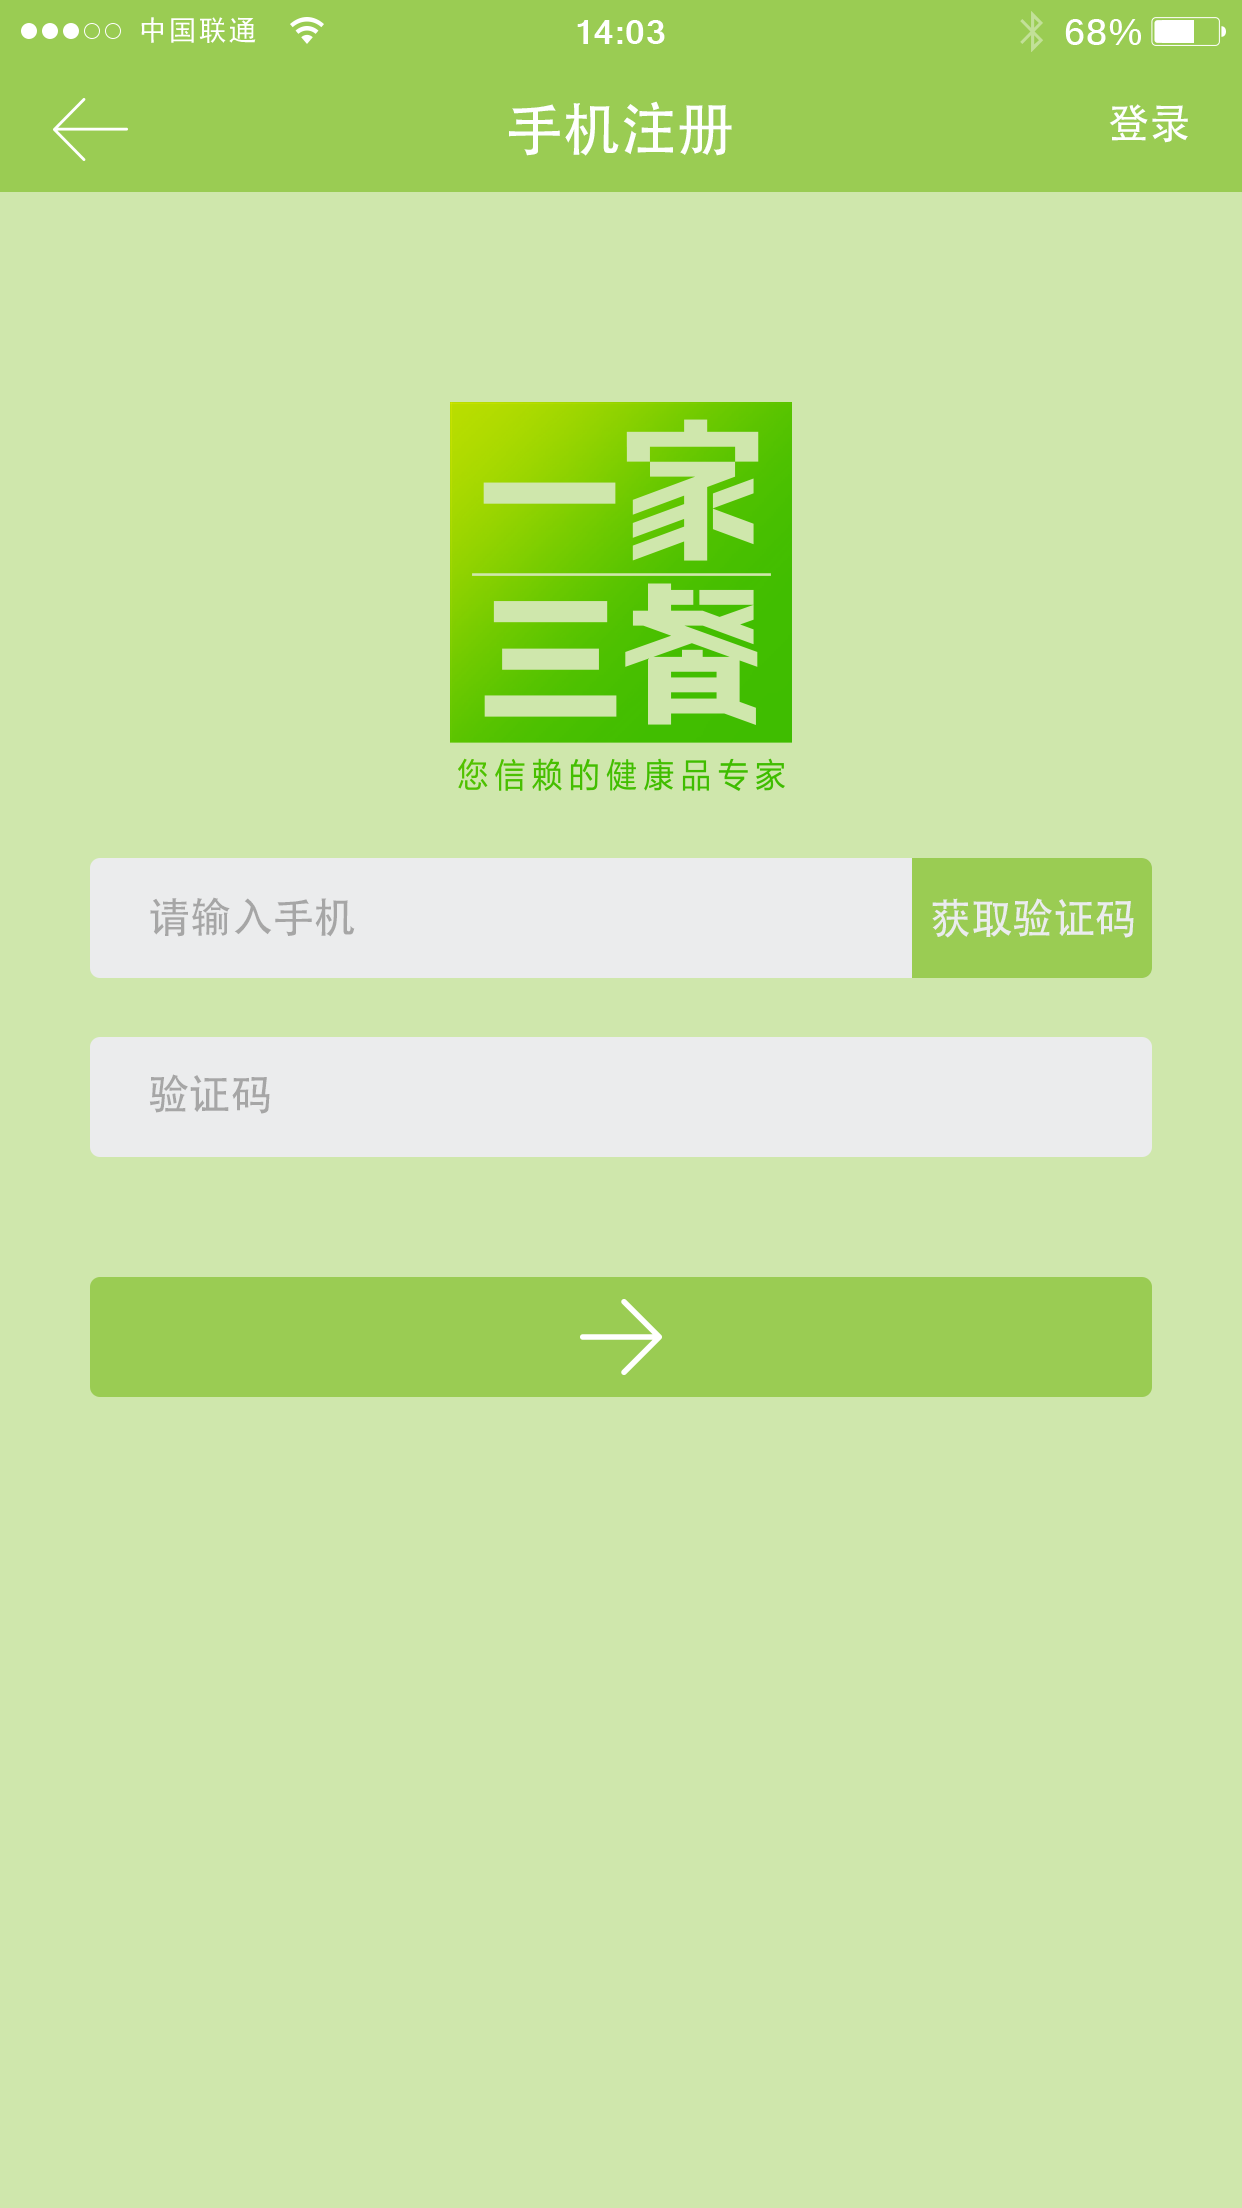 中国联通 14:03 68%
手机注册 登录
一家
三餐
您信赖的健康品专家
请输入手机 获取验证码
验证码